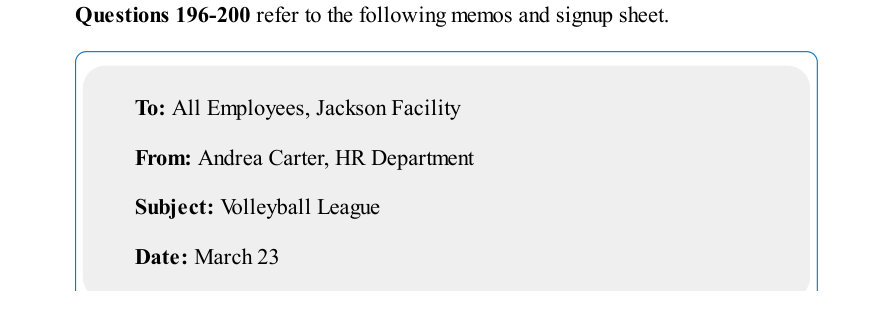 Questions 196-200 refer to the following memos and signup sheet.
To: All Employees, Jackson Facility
From: Andrea Carter, HR Department
Subject: Volleyball League
Date: March 23